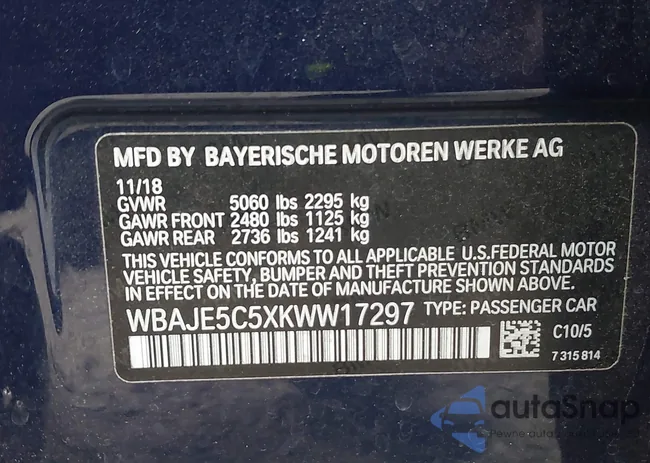 MFD BY BAYERISCHE MOTOREN WERKE AG
11/18
GVWR 5060 lbs 2295 kg
GAWR FRONT 2480 lbs 1125 kg
GAWR REAR 2736 lbs 1241 kg
THIS VEHICLE CONFORMS TO ALL APPLICABLE U.S.FEDERAL MOTOR
VEHICLE SAFETY, BUMPER AND THEFT PREVENTION STANDARDS
IN EFFECT ON THE DATE OF MANUFACTURE SHOWN ABOVE.
WBAJE5C5XKWW17297 TYPE: PASSENGER CAR
C10/5
7 315 814
autaSnap
Pewne auta